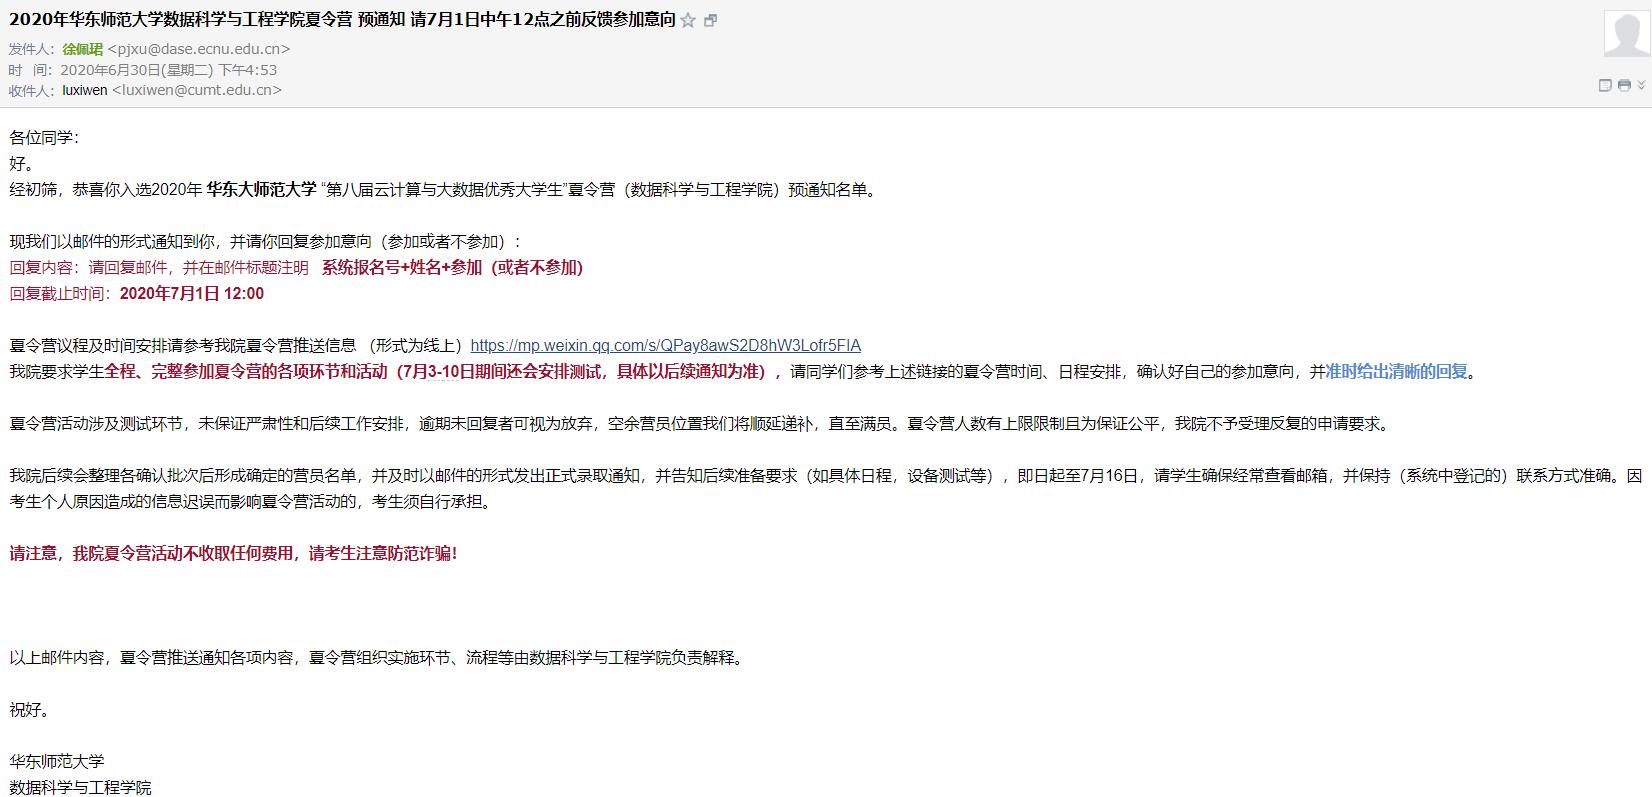 2020年华东师范大学数据科学与工程学院夏令营 预通知 请7月1日中午12点之前反馈参加意向
发件人：徐佩珺 <pjxu@dase.ecnu.edu.cn>
时 间：2020年6月30日(星期二) 下午4:53
收件人：luxiwen <luxiwen@cumt.edu.cn>
各位同学：
好。
经初筛，恭喜你入选2020年 华东大师范大学 “第八届云计算与大数据优秀大学生”夏令营（数据科学与工程学院）预通知名单。
现我们以邮件的形式通知到你，并请你回复参加意向（参加或者不参加）：
回复内容：请回复邮件，并在邮件标题注明 系统报名号+姓名+参加（或者不参加）
回复截止时间：2020年7月1日 12:00
夏令营议程及时间安排请参考我院夏令营推送信息 （形式为线上）https://mp.weixin.qq.com/s/QPay8awS2D8hW3Lofr5FIA
我院要求学生全程、完整参加夏令营的各项环节和活动（7月3-10日期间还会安排测试，具体以后续通知为准），请同学们参考上述链接的夏令营时间、日程安排，确认好自己的参加意向，并准时给出清晰的回复。
夏令营活动涉及测试环节，未保证严肃性和后续工作安排，逾期未回复者可视为放弃，空余营员位置我们将顺延递补，直至满员。夏令营人数有上限限制且为保证公平，我院不予受理反复的申请要求。
我院后续会整理各确认批次后形成确定的营员名单，并及时以邮件的形式发出正式录取通知，并告知后续准备要求（如具体日程，设备测试等），即日起至7月16日，请学生确保经常查看邮箱，并保持（系统中登记的）联系方式准确。因
考生个人原因造成的信息迟误而影响夏令营活动的，考生须自行承担。
请注意，我院夏令营活动不收取任何费用，请考生注意防范诈骗！
以上邮件内容，夏令营推送通知各项内容，夏令营组织实施环节、流程等由数据科学与工程学院负责解释。
祝好。
华东师范大学
数据科学与工程学院